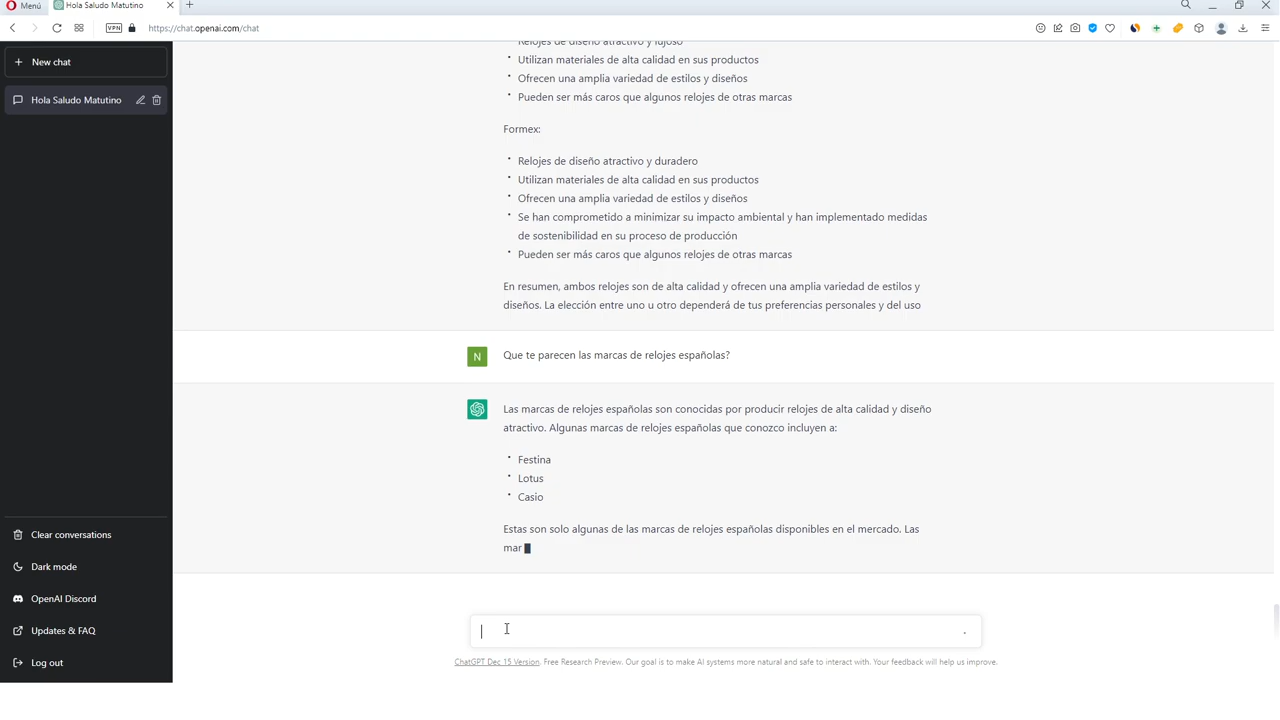 Menú
Hola Saludo Matutino
VPN
https://chat.openai.com/chat
New chat
Hola Saludo Matutino
Relojes de diseño atractivo y lujoso
Utilizan materiales de alta calidad en sus productos
Ofrecen una amplia variedad de estilos y diseños
Pueden ser más caros que algunos relojes de otras marcas
Formex:
Relojes de diseño atractivo y duradero
Utilizan materiales de alta calidad en sus productos
Ofrecen una amplia variedad de estilos y diseños
Se han comprometido a minimizar su impacto ambiental y han implementado medidas
de sostenibilidad en su proceso de producción
Pueden ser más caros que algunos relojes de otras marcas
En resumen, ambos relojes son de alta calidad y ofrecen una amplia variedad de estilos y
diseños. La elección entre uno u otro dependerá de tus preferencias personales y del uso
N
Que te parecen las marcas de relojes españolas?
Las marcas de relojes españolas son conocidas por producir relojes de alta calidad y diseño
atractivo. Algunas marcas de relojes españolas que conozco incluyen a:
Festina
Lotus
Casio
Estas son solo algunas de las marcas de relojes españolas disponibles en el mercado. Las
mar
Clear conversations
Dark mode
OpenAI Discord
Updates & FAQ
Log out
ChatGPT Dec 15 Version. Free Research Preview. Our goal is to make AI systems more natural and safe to interact with. Your feedback will help us improve.